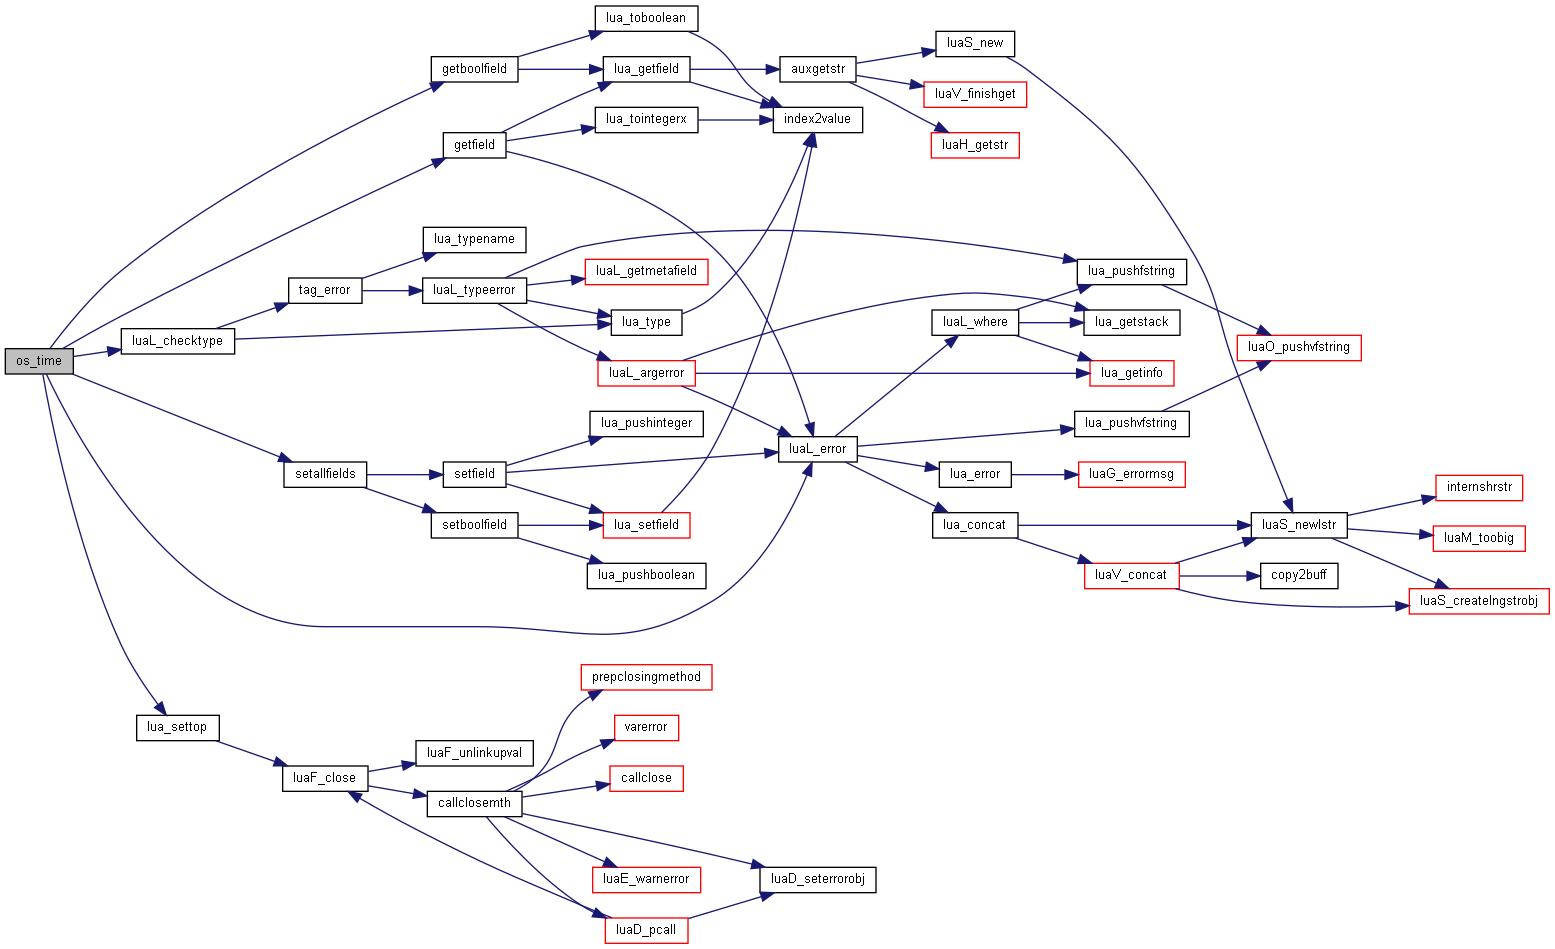 os_time
getboolfield
getfield
luaL_checktype
setallfields
lua_settop
tag_error
luaF_close
lua_typename
luaL_typeerror
setfield
setboolfield
luaF_unlinkupval
callclosemth
lua_toboolean
lua_getfield
lua_tointegerx
luaL_getmetafield
lua_type
luaL_argerror
lua_pushinteger
lua_setfield
lua_pushboolean
prepclosingmethod
varerror
callclose
luaE_warnerror
luaD_pcall
auxgetstr
index2value
luaL_error
luaD_seterrorobj
luaS_new
luaV_finishget
luaH_getstr
luaL_where
lua_error
lua_concat
lua_pushfstring
lua_getstack
lua_getinfo
lua_pushvfstring
luaG_errormsg
luaV_concat
luaO_pushvfstring
luaS_newlstr
copy2buff
internshrstr
luaM_toobig
luaS_createlngstrobj